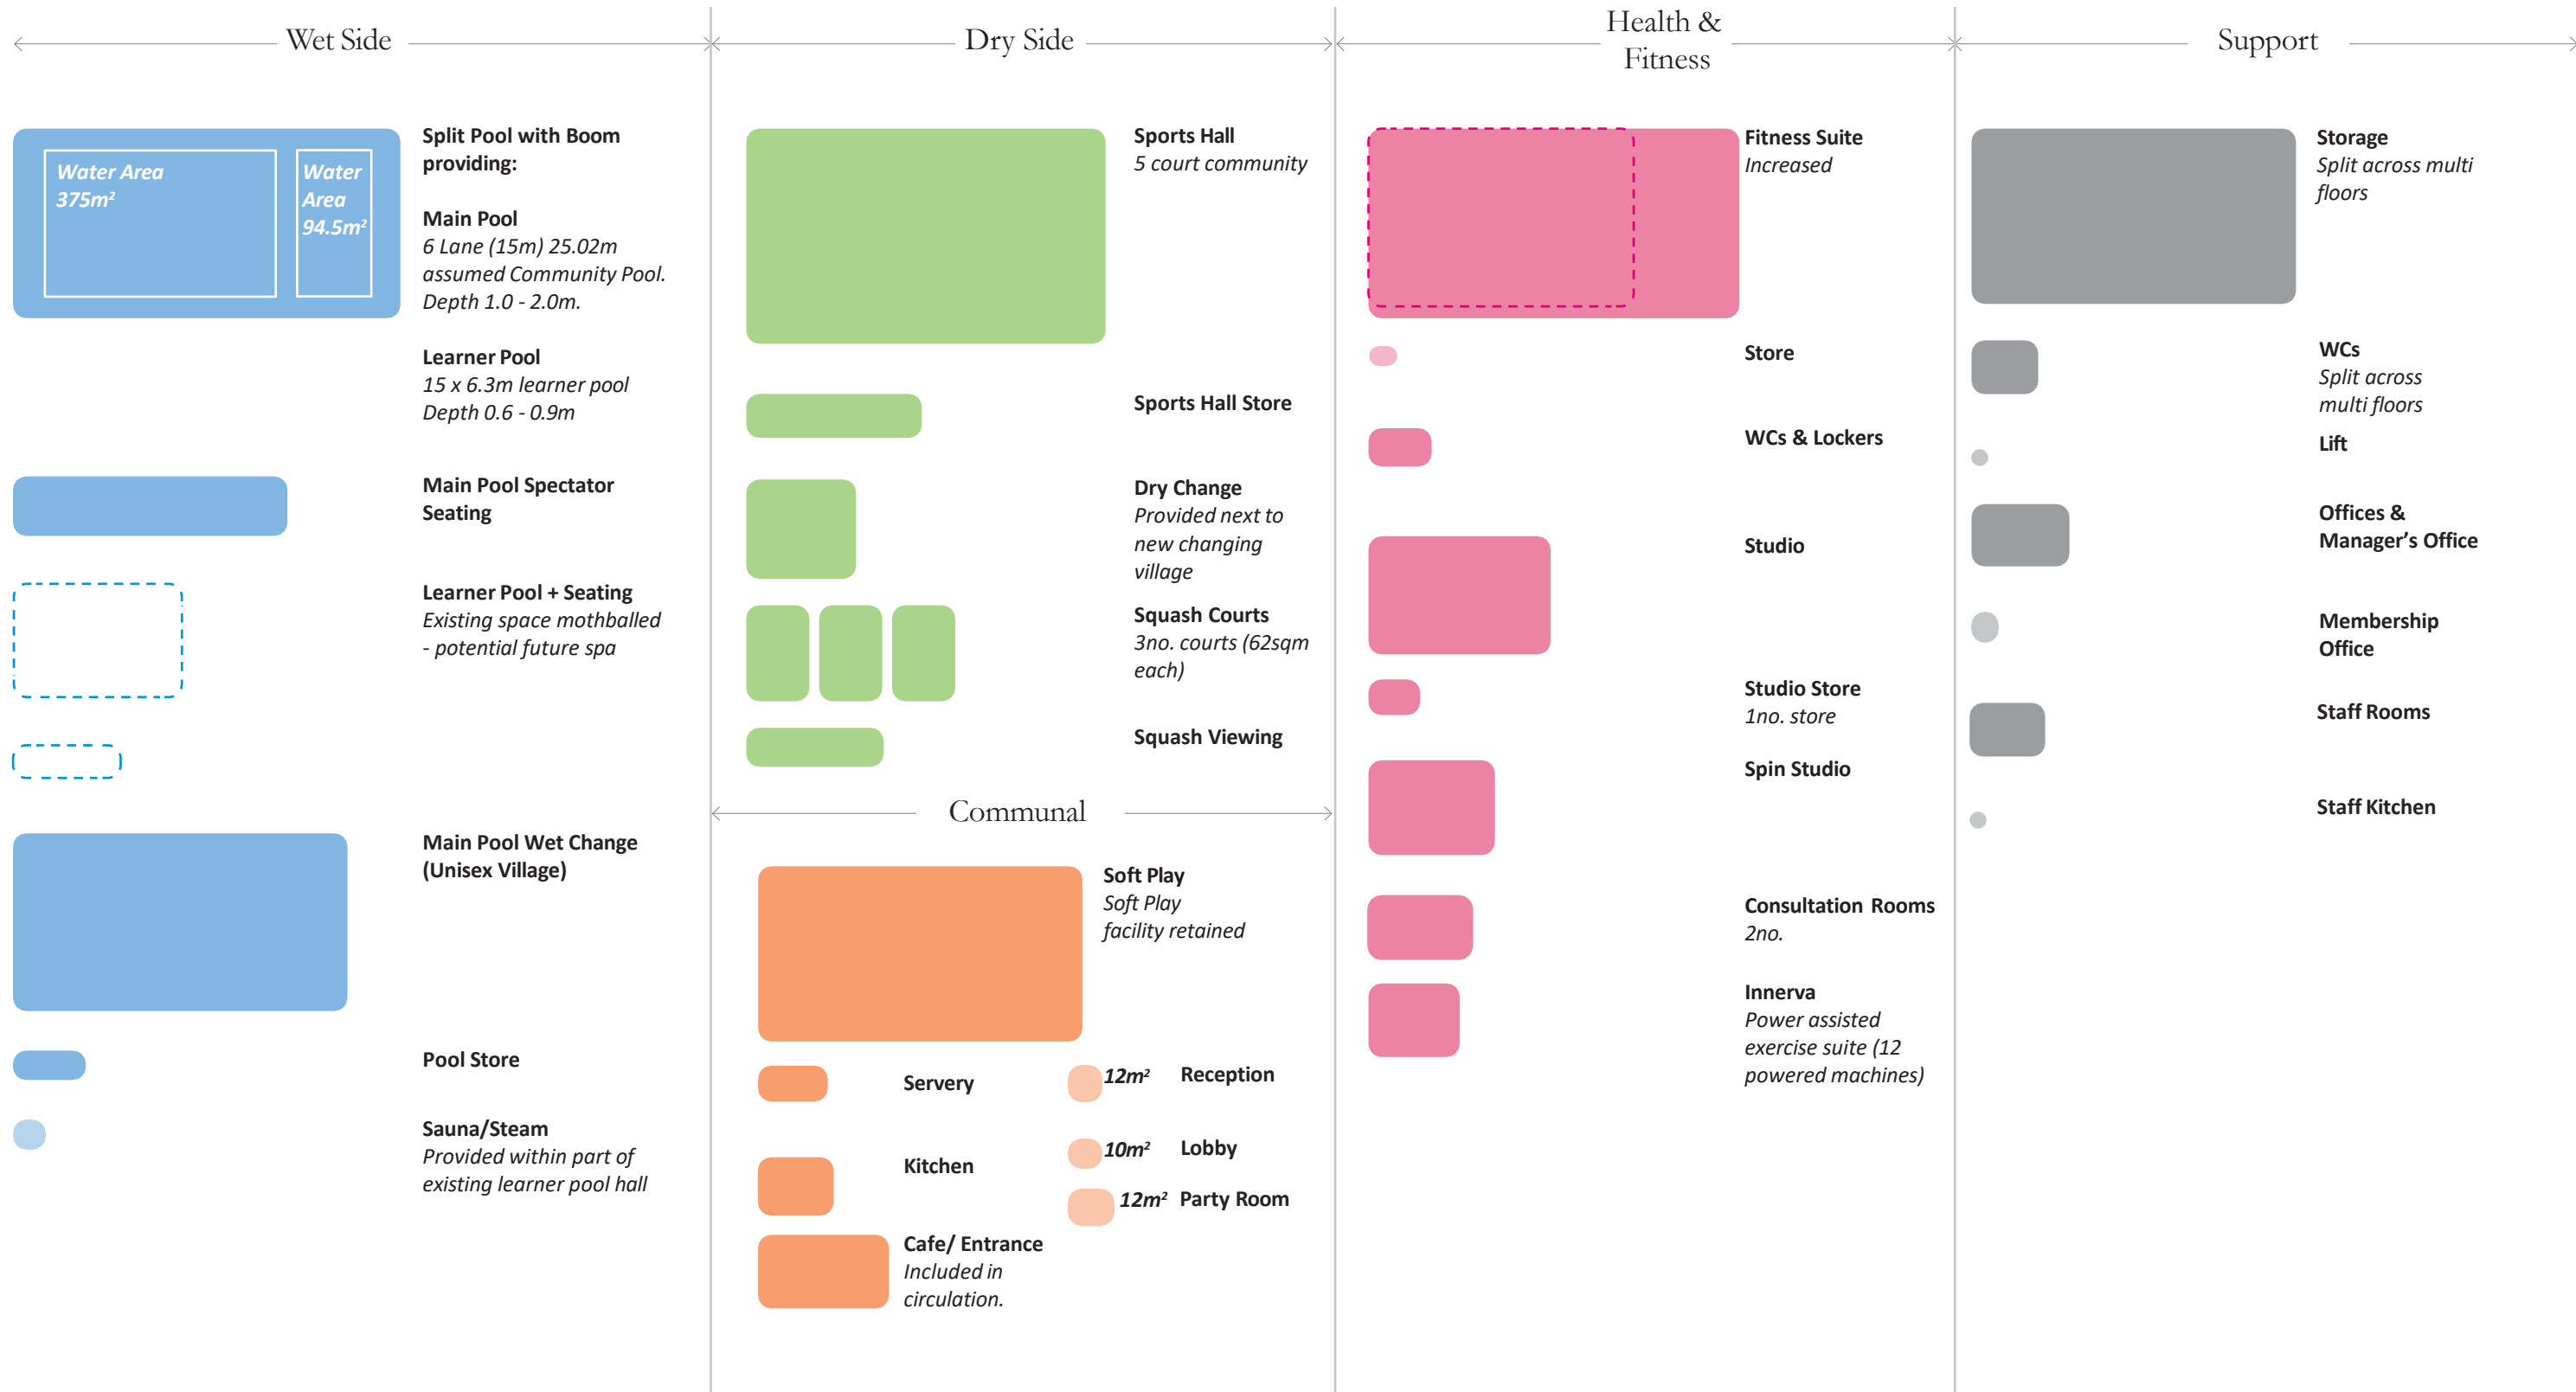 Wet Side
Water Area
375m²
Water
Area
94.5m²
Split Pool with Boom
providing:
Main Pool
6 Lane (15m) 25.02m
assumed Community Pool.
Depth 1.0 - 2.0m.
Learner Pool
15 x 6.3m learner pool
Depth 0.6 - 0.9m
Main Pool Spectator
Seating
Learner Pool + Seating
Existing space mothballed
- potential future spa
Main Pool Wet Change
(Unisex Village)
Pool Store
Sauna/Steam
Provided within part of
existing learner pool hall
Dry Side
Sports Hall
5 court community
Sports Hall Store
Dry Change
Provided next to
new changing
village
Squash Courts
3no. courts (62sqm
each)
Squash Viewing
Communal
Soft Play
Soft Play
facility retained
Servery
12m² Reception
Kitchen
10m² Lobby
12m² Party Room
Cafe/ Entrance
Included in
circulation.
Health &
Fitness
Fitness Suite
Increased
Store
WCs & Lockers
Studio
Studio Store
1no. store
Spin Studio
Consultation Rooms
2no.
Innerva
Power assisted
exercise suite (12
powered machines)
Support
Storage
Split across multi
floors
WCs
Split across
multi floors
Lift
Offices &
Manager’s Office
Membership
Office
Staff Rooms
Staff Kitchen